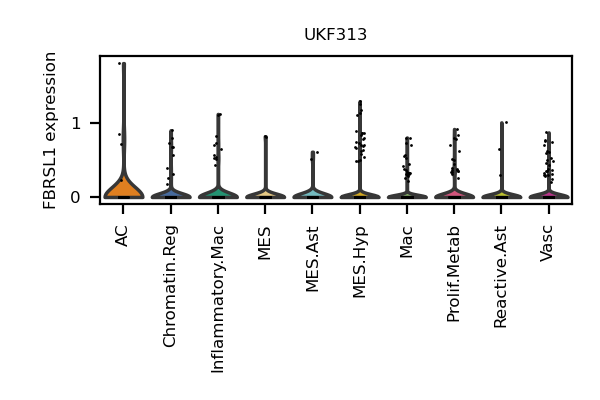 UKF313
FBRSL1 expression
1
0
AC
Chromatin.Reg
Inflammatory.Mac
MES
MES.Ast
MES.Hyp
Mac
Prolif.Metab
Reactive.Ast
Vasc